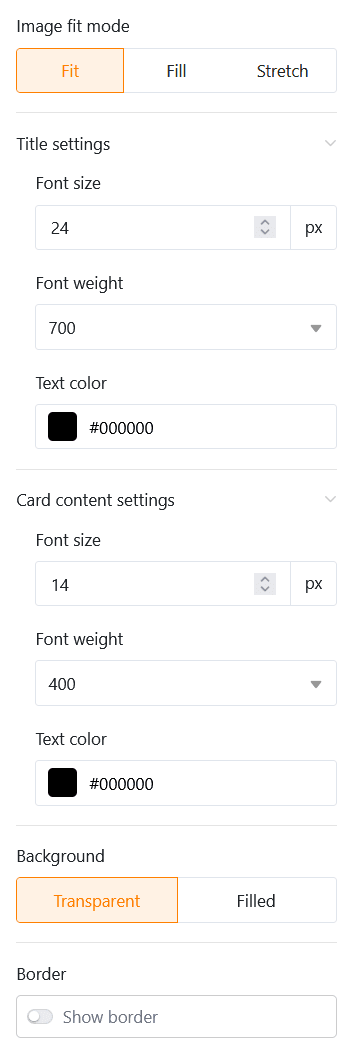 Image fit mode
Fit Fill Stretch
Title settings
Font size
24 px
Font weight
700
Text color
#000000
Card content settings
Font size
14 px
Font weight
400
Text color
#000000
Background
Transparent Filled
Border
Show border